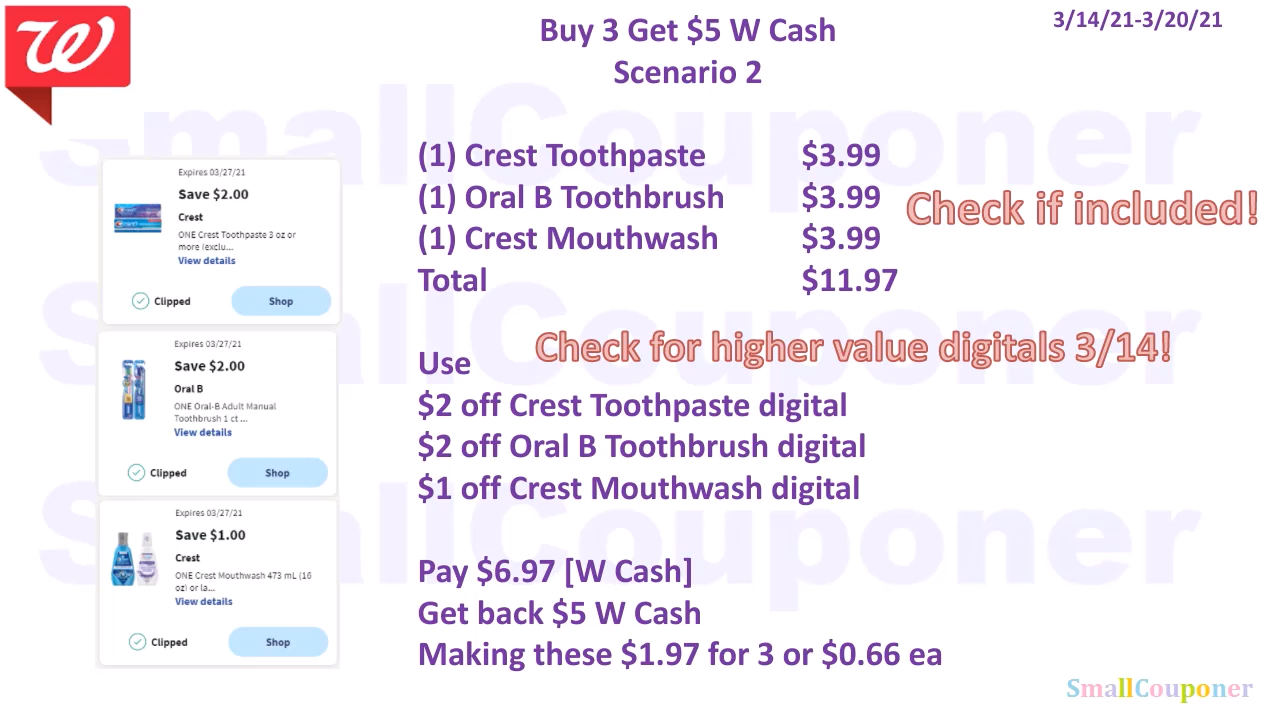 Buy 3 Get $5 W Cash
Scenario 2
3/14/21-3/20/21
SmallCouponer
SmallCouponer
SmallCouponer
Expires 03/27/21
Save $2.00
Crest
ONE Crest Toothpaste 3 oz or
more (exclu...
View details
Clipped
Shop
Expires 03/27/21
Save $2.00
Oral B
ONE Oral-B Adult Manual
Toothbrush 1 ct ...
View details
Clipped
Shop
Expires 03/27/21
Save $1.00
Crest
ONE Crest Mouthwash 473 mL (16
oz) or la...
View details
Clipped
Shop
(1) Crest Toothpaste $3.99
(1) Oral B Toothbrush $3.99
Check if included!
(1) Crest Mouthwash $3.99
Total $11.97
Check for higher value digitals 3/14!
Use
$2 off Crest Toothpaste digital
$2 off Oral B Toothbrush digital
$1 off Crest Mouthwash digital
Pay $6.97 [W Cash]
Get back $5 W Cash
Making these $1.97 for 3 or $0.66 ea
SmallCouponer